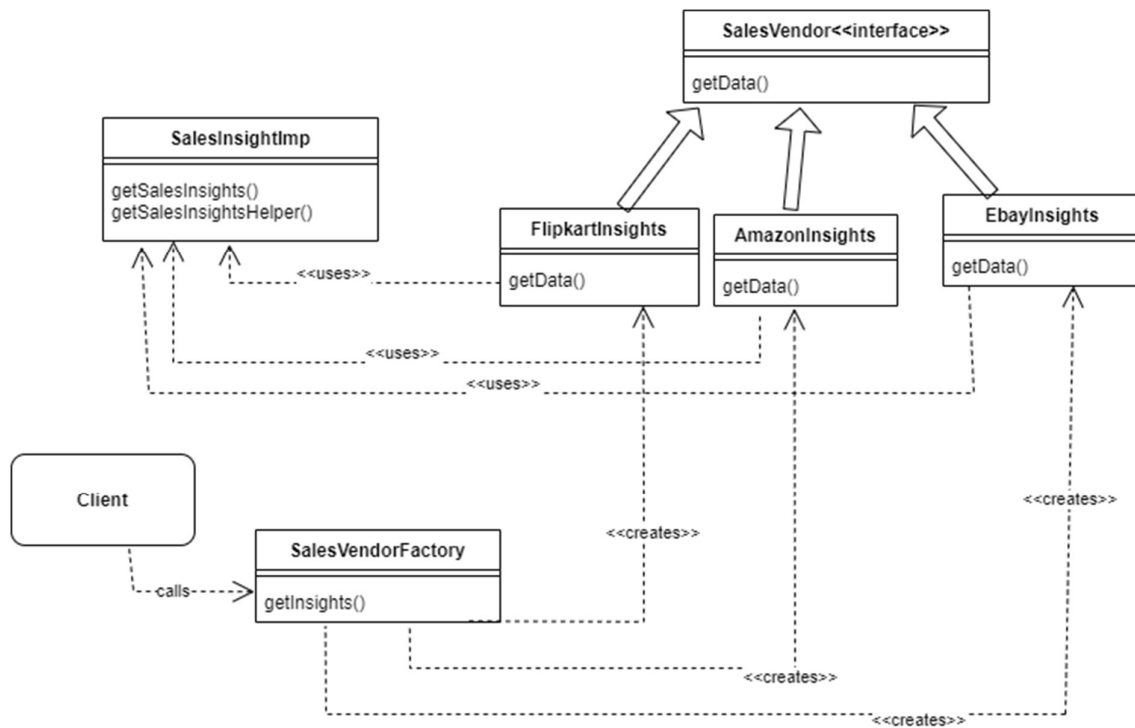 SalesVendor<<interface>>
getData()
SalesInsightImp
getSalesInsights()
getSalesInsightsHelper()
FlipkartInsights
getData()
AmazonInsights
getData()
EbayInsights
getData()
<<uses>>
<<uses>>
<<uses>>
Client
calls
SalesVendorFactory
getInsights()
<<creates>>
<<creates>>
<<creates>>